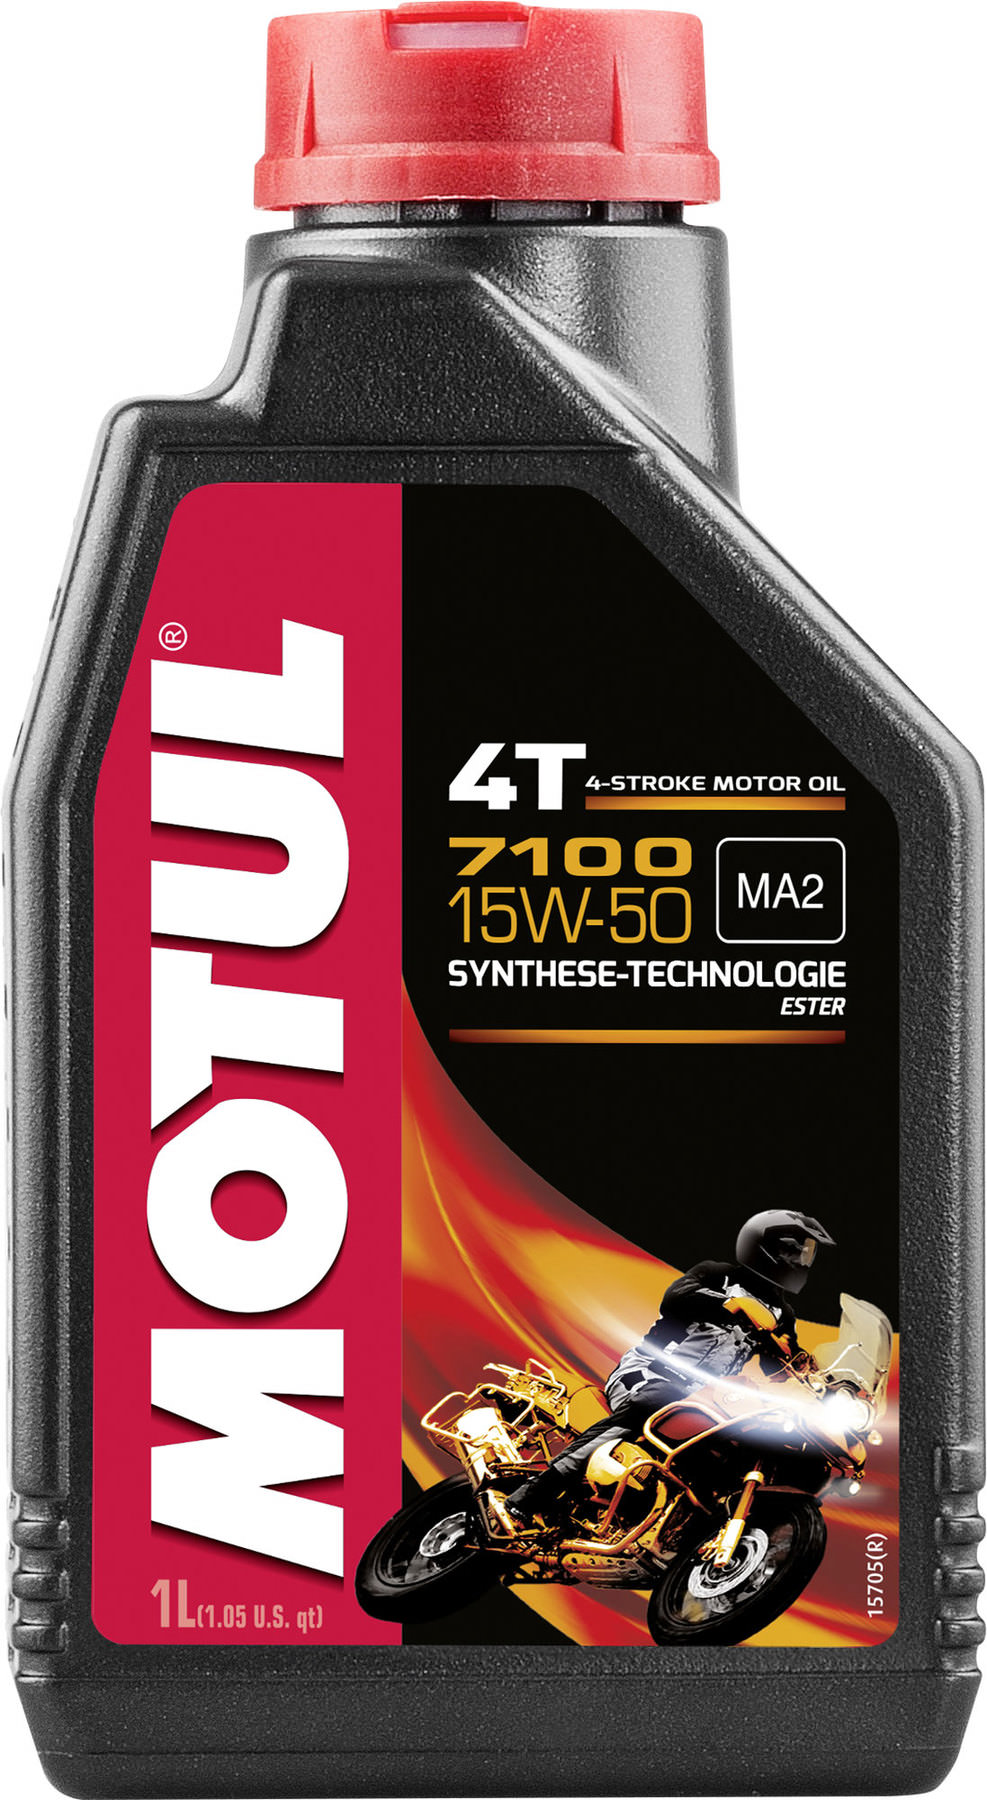 MOTUL®
4T 4-STROKE MOTOR OIL
7100
15W-50
MA2
SYNTHESE-TECHNOLOGIE
ESTER
1L(1.05 U.S. qt)
15705(R)